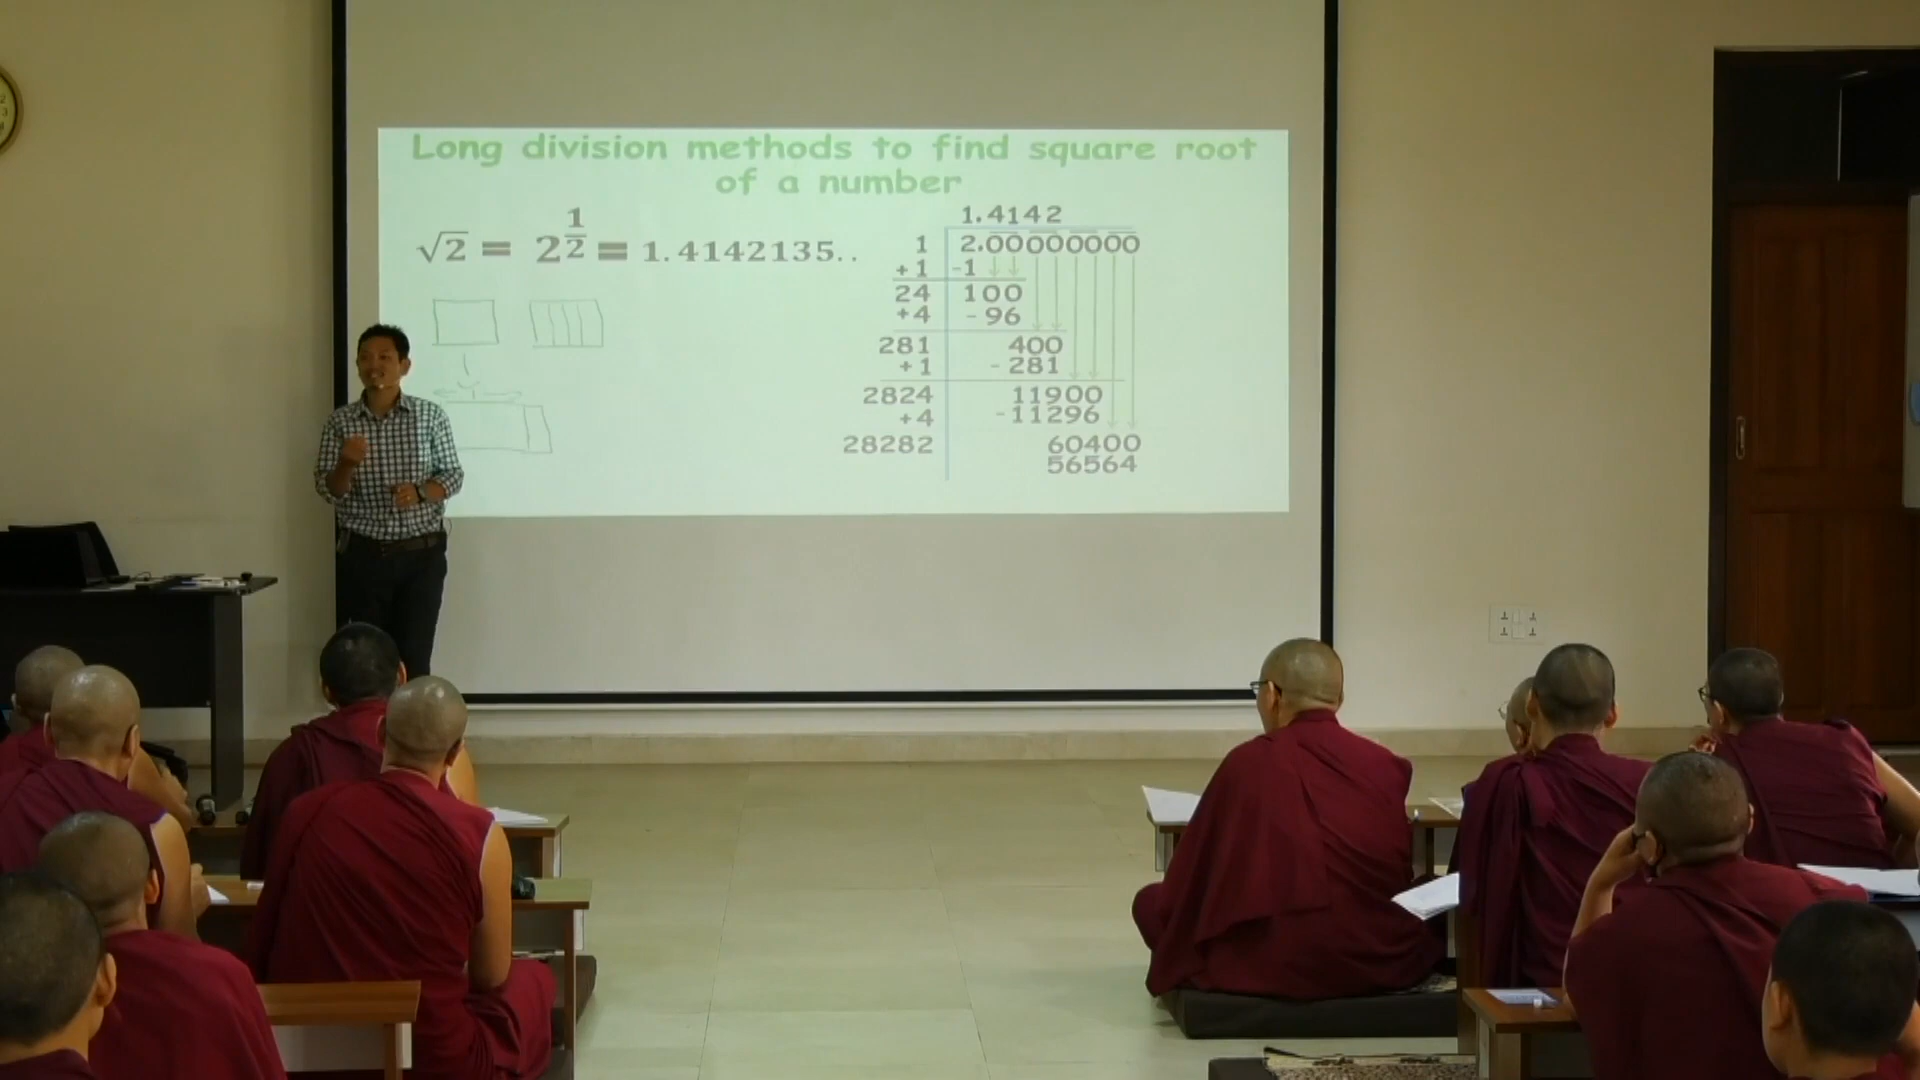 Long division methods to find square root
of a number
√2 = 2^(1/2) = 1.4142135..
1.4142
1 2.00000000
+1 -1
24 100
+4 - 96
281 400
+1 - 281
2824 11900
+4 -11296
28282 60400
56564